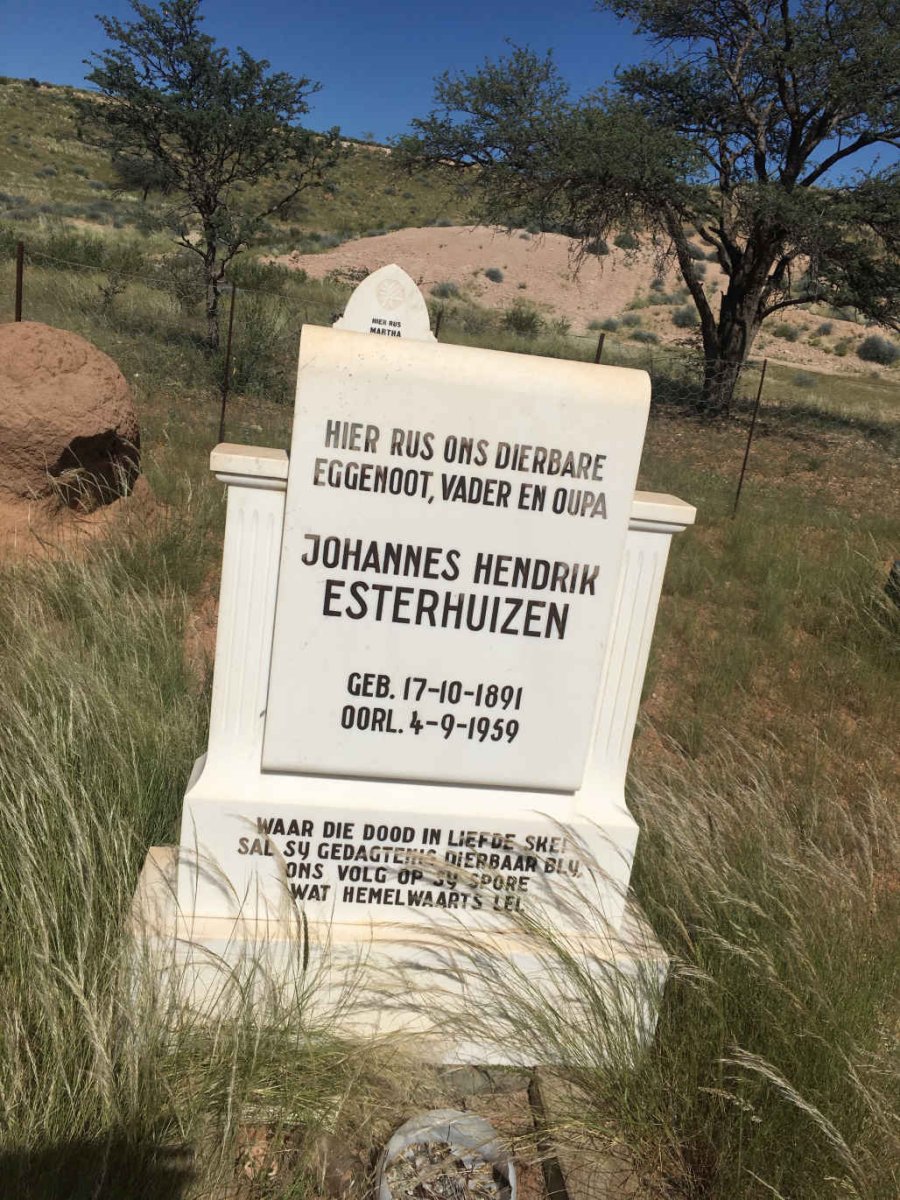 HIER RUS
MARTHA
HIER RUS ONS DIERBARE
EGGENOOT, VADER EN OUPA
JOHANNES HENDRIK
ESTERHUIZEN
GEB. 17-10-1891
OORL. 4-9-1959
WAAR DIE DOOD IN LIEFDE SKEI
SAL SY GEDAGTENIS DIERBAAR BLY,
ONS VOLG OP SY SPORE
WAT HEMELWAARTS LEI